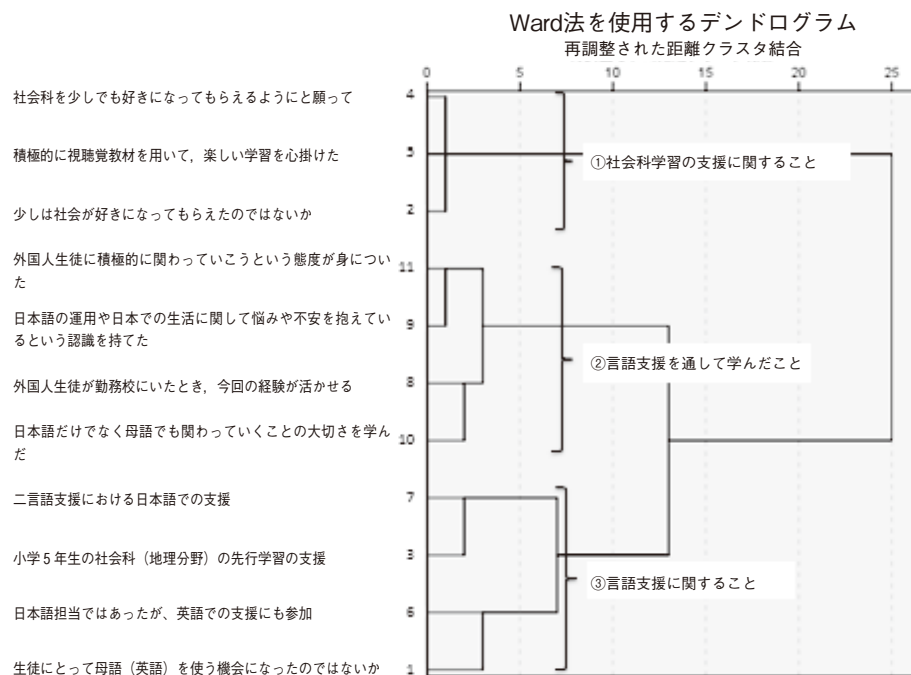 Ward法を使用するデンドログラム
再調整された距離クラスタ結合
0 5 10 15 20 25
社会科を少しでも好きになってもらえるようにと願って 4
積極的に視聴覚教材を用いて，楽しい学習を心掛けた 5
①社会科学習の支援に関すること
少しは社会が好きになってもらえたのではないか 2
外国人生徒に積極的に関わっていこうという態度が身につい
た
11
日本語の運用や日本での生活に関して悩みや不安を抱えてい
るという認識を持てた
9
②言語支援を通して学んだこと
外国人生徒が勤務校にいたとき，今回の経験が活かせる 8
日本語だけでなく母語でも関わっていくことの大切さを学ん
だ
10
二言語支援における日本語での支援 7
小学５年生の社会科（地理分野）の先行学習の支援 3
③言語支援に関すること
日本語担当ではあったが、英語での支援にも参加 6
生徒にとって母語（英語）を使う機会になったのではないか 1